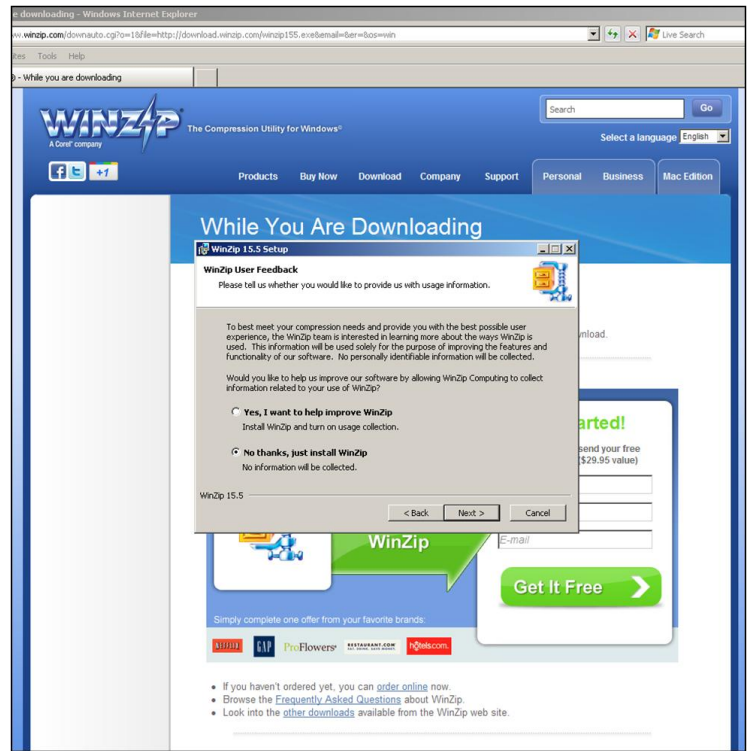 e downloading - Windows Internet Explorer
w.winzip.com/downauto.cgi?o=1&file=http://download.winzip.com/winzip155.exe&email=&er=&os=win
Live Search
ites Tools Help
) - While you are downloading
WINZIP
A Corel company
The Compression Utility for Windows®
Search
Go
Select a language English
+1
Products Buy Now Download Company Support Personal Business Mac Edition
While You Are Downloading
WinZip 15.5 Setup
WinZip User Feedback
Please tell us whether you would like to provide us with usage information.
To best meet your compression needs and provide you with the best possible user
experience, the WinZip team is interested in learning more about the ways WinZip is
used. This information will be used solely for the purpose of improving the features and
functionality of our software. No personally identifiable information will be collected.
Would you like to help us improve our software by allowing WinZip Computing to collect
information related to your use of WinZip?
Yes, I want to help improve WinZip
Install WinZip and turn on usage collection.
No thanks, just install WinZip
No information will be collected.
WinZip 15.5
< Back Next > Cancel
nload.
arted!
send your free
($29.95 value)
E-mail
WinZip
Get It Free
Simply complete one offer from your favorite brands:
NETFLIX GAP ProFlowers RESTAURANT.COM hotels.com
If you haven't ordered yet, you can order online now.
Browse the Frequently Asked Questions about WinZip.
Look into the other downloads available from the WinZip web site.